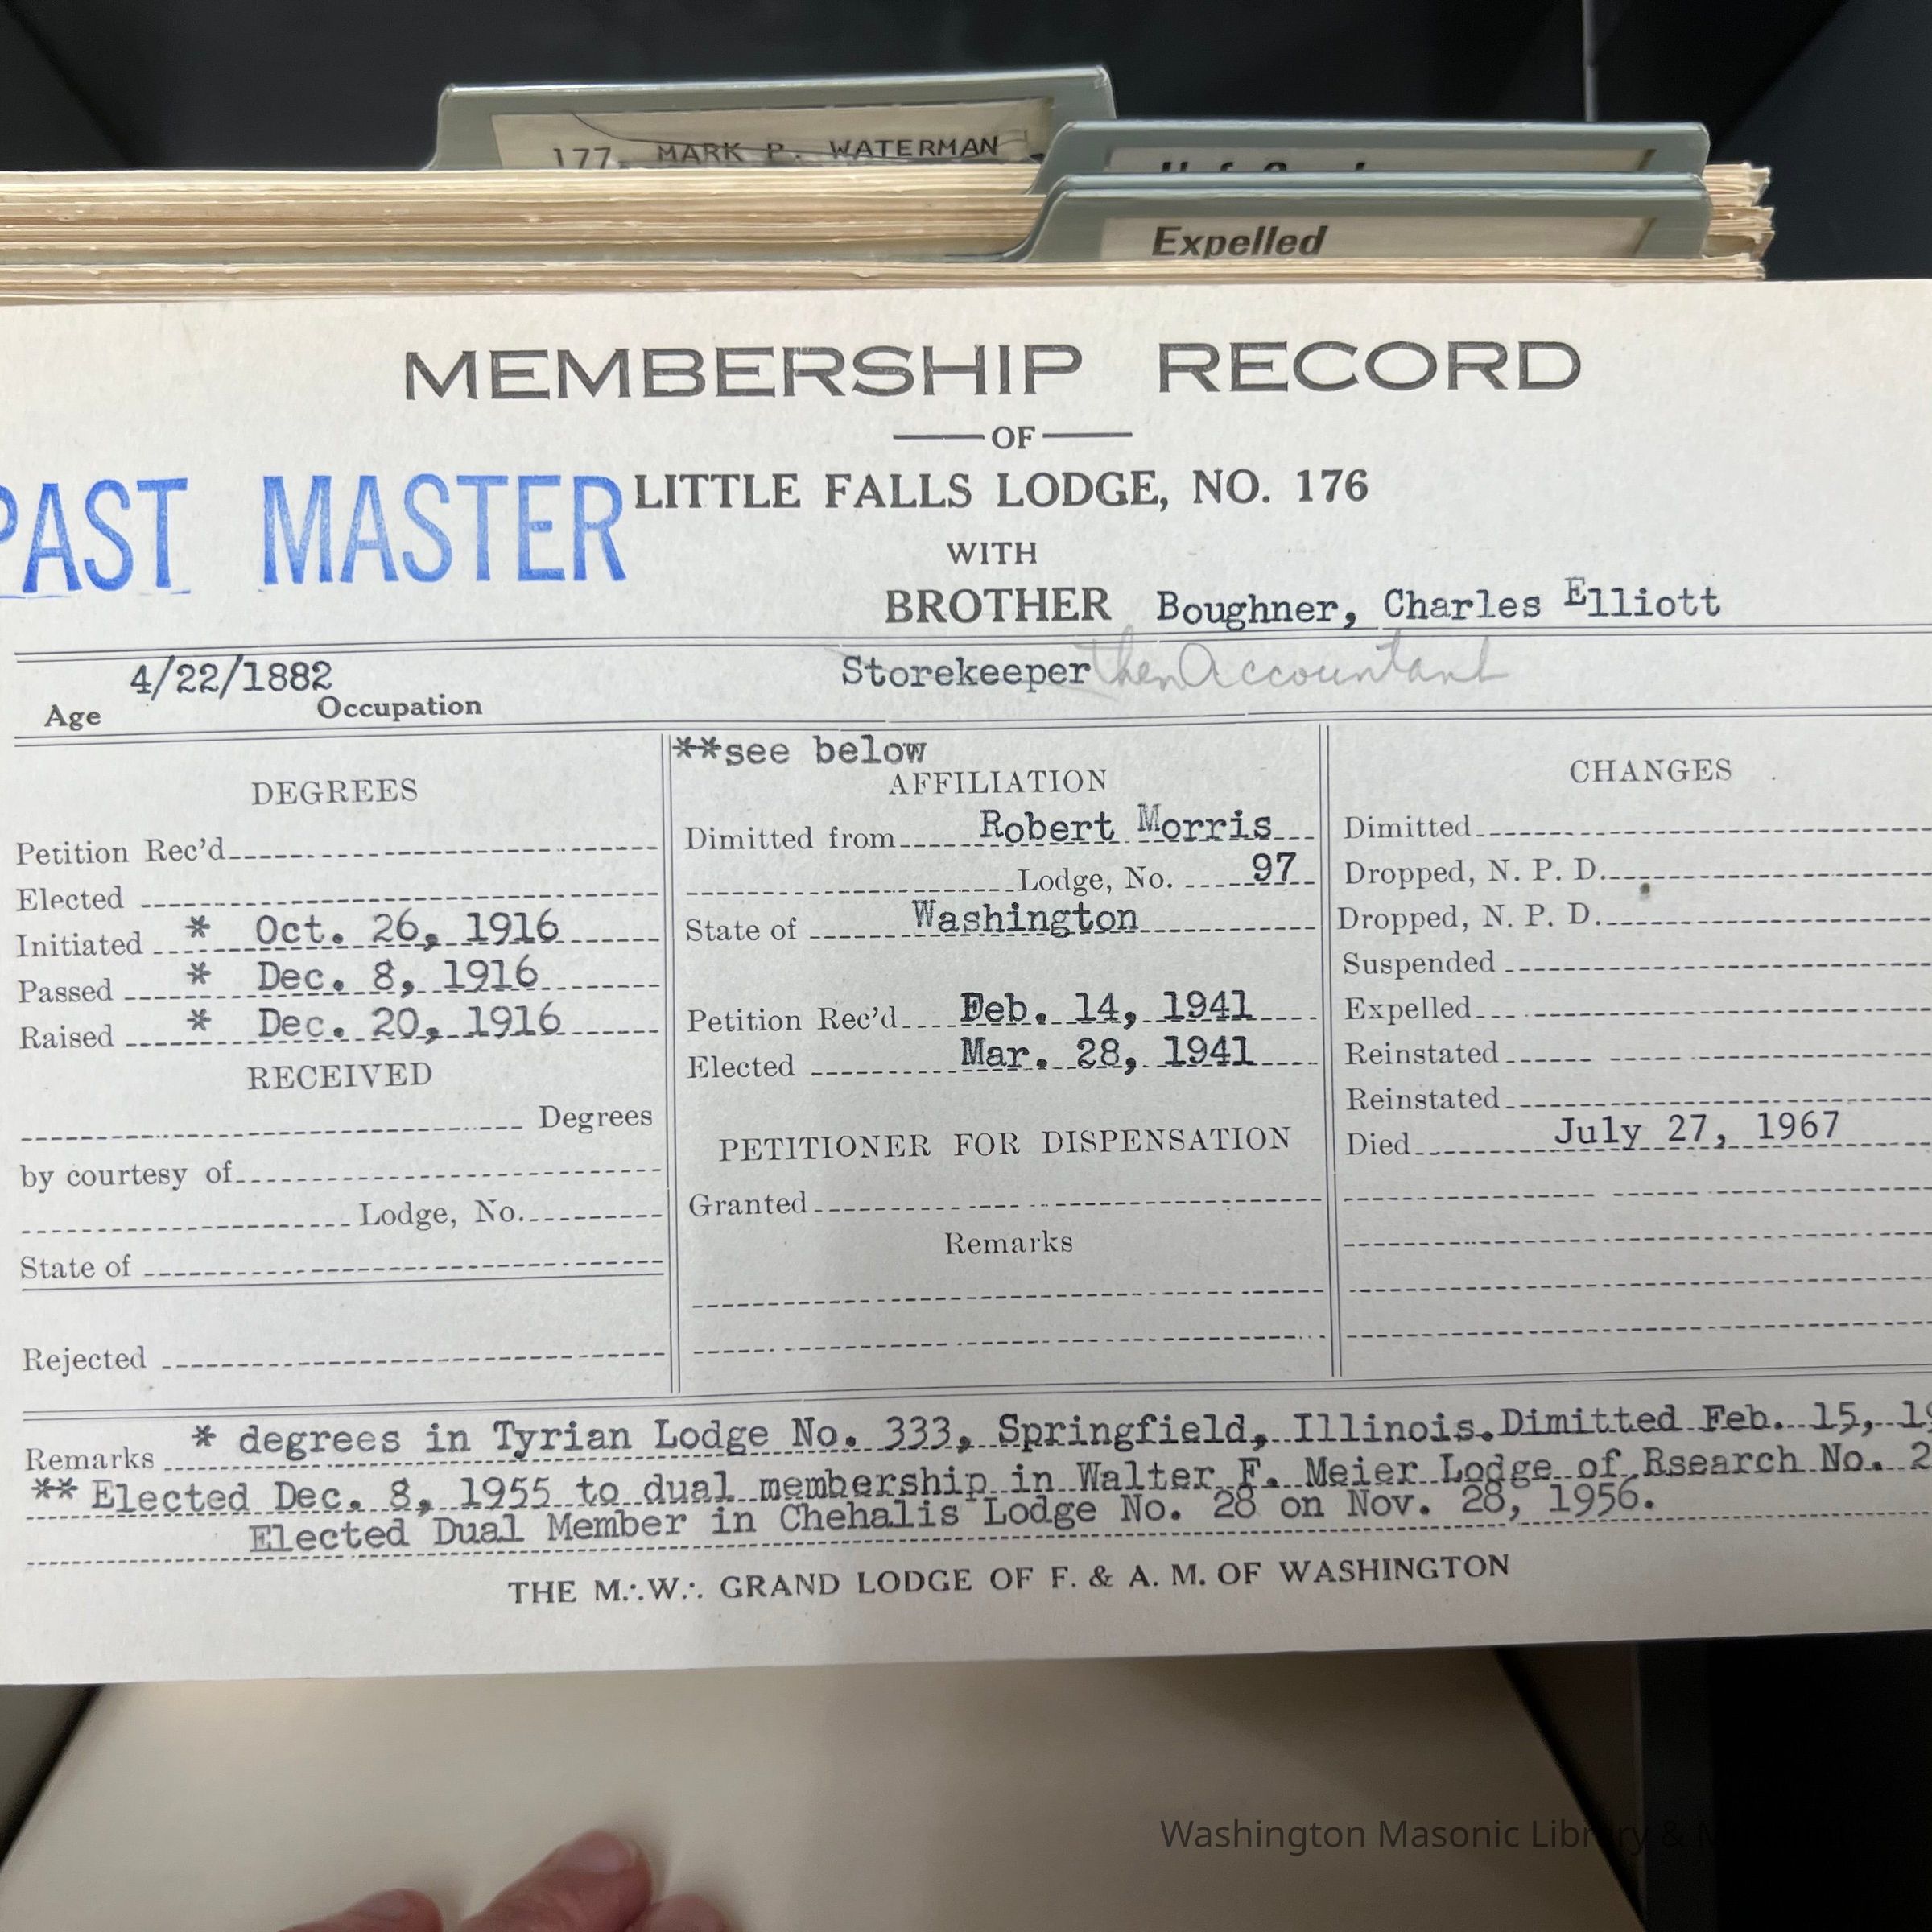 177. MARK P. WATERMAN
Expelled
MEMBERSHIP RECORD
OF
PAST MASTER LITTLE FALLS LODGE, NO. 176
WITH
BROTHER Boughner, Charles Elliott
4/22/1882 Storekeeper then Accountant
Age Occupation
**see below
DEGREES
Petition Rec'd
Elected
Initiated * Oct. 26, 1916
Passed * Dec. 8, 1916
Raised * Dec. 20, 1916
RECEIVED
Degrees
by courtesy of
Lodge, No.
State of
Rejected
AFFILIATION
Dimitted from Robert Morris
Lodge, No. 97
State of Washington
Petition Rec'd Feb. 14, 1941
Elected Mar. 28, 1941
PETITIONER FOR DISPENSATION
Granted
Remarks
CHANGES
Dimitted
Dropped, N. P. D.
Dropped, N. P. D.
Suspended
Expelled
Reinstated
Reinstated
Died July 27, 1967
Remarks * degrees in Tyrian Lodge No. 333, Springfield, Illinois. Dimitted Feb. 15, 19
** Elected Dec. 8, 1955 to dual membership in Walter F. Meier Lodge of Rsearch No. 2
Elected Dual Member in Chehalis Lodge No. 28 on Nov. 28, 1956.
THE M∴W∴ GRAND LODGE OF F. & A. M. OF WASHINGTON
Washington Masonic Library &